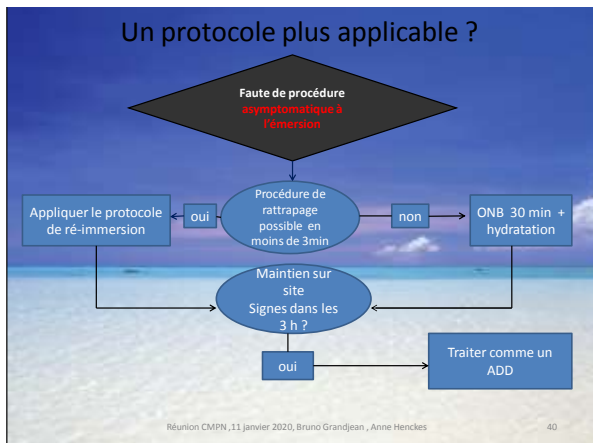 Un protocole plus applicable ?
Faute de procédure
asymptomatique à
l'émersion
Procédure de
rattrapage
possible en
moins de 3min
oui
Appliquer le protocole
de ré-immersion
non
ONB 30 min +
hydratation
Maintien sur
site
Signes dans les
3 h ?
oui
Traiter comme un
ADD
Réunion CMPN ,11 janvier 2020, Bruno Grandjean , Anne Henckes
40